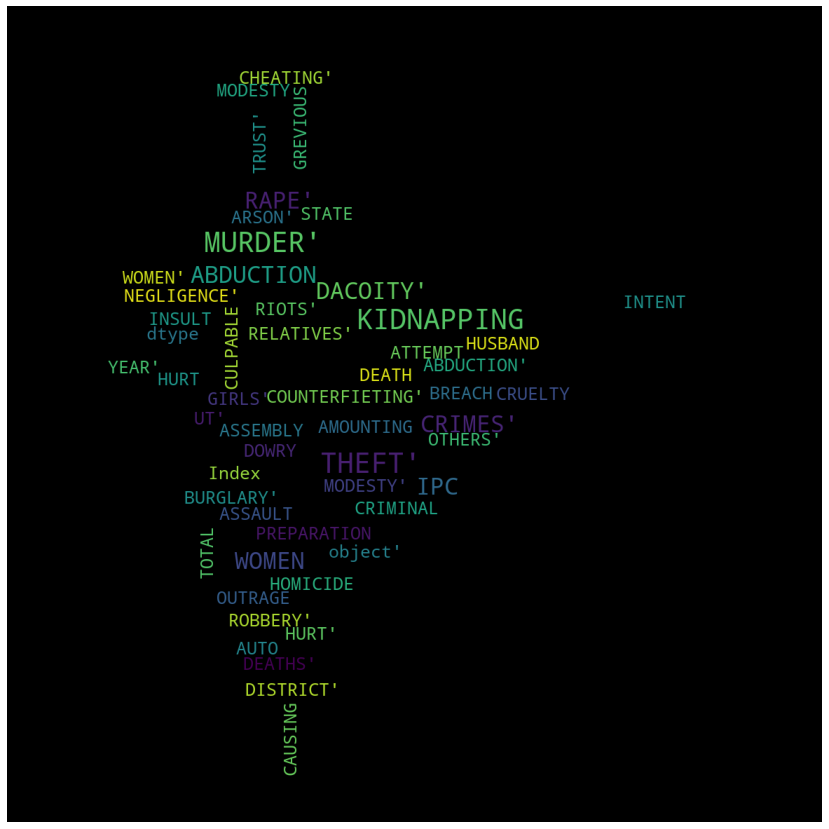 CHEATING'
MODESTY
GREVIOUS
TRUST'
RAPE'
ARSON' STATE
MURDER'
ABDUCTION
WOMEN'
DACOITY'
NEGLIGENCE'
INTENT
RIOTS'
INSULT
KIDNAPPING
dtype
RELATIVES'
CULPABLE
HUSBAND
ATTEMPT
YEAR'
ABDUCTION'
HURT
DEATH
BREACH CRUELTY
GIRLS' COUNTERFIETING'
UT'
CRIMES'
ASSEMBLY AMOUNTING
OTHERS'
DOWRY
THEFT'
Index
MODESTY' IPC
BURGLARY'
CRIMINAL
ASSAULT
PREPARATION
TOTAL
object'
WOMEN
HOMICIDE
OUTRAGE
ROBBERY'
HURT'
AUTO
DEATHS'
DISTRICT'
CAUSING